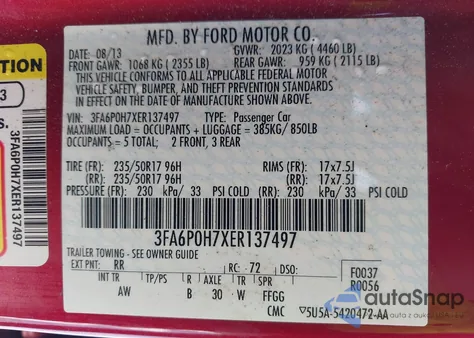 MFD. BY FORD MOTOR CO.
DATE: 08/13 GVWR: 2023 KG ( 4460 LB)
FRONT GAWR: 1068 KG ( 2355 LB) REAR GAWR: 959 KG ( 2115 LB)
THIS VEHICLE CONFORMS TO ALL APPLICABLE FEDERAL MOTOR
VEHICLE SAFETY, BUMPER, AND THEFT PREVENTION STANDARDS
IN EFFECT ON THE DATE OF MANUFACTURE SHOWN ABOVE.
VIN: 3FA6P0H7XER137497 TYPE: Passenger Car
MAXIMUM LOAD = OCCUPANTS + LUGGAGE = 385KG/ 850LB
OCCUPANTS = 5 TOTAL: 2 FRONT, 3 REAR
TIRE (FR): 235/50R17 96H RIMS (FR): 17x7.5J
(RR): 235/50R17 96H (RR): 17x7.5J
PRESSURE (FR): 230 kPa/ 33 PSI COLD (RR): 230 kPa/ 33 PSI COLD
3FA6P0H7XER137497
TRAILER TOWING - SEE OWNER GUIDE
EXT PNT: RR RC: 72 DSO: F0037
R0056
INT TR TP/PS R AXLE TR SPR
AW B 30 W FFGG
CMC 5U5A-5420472-AA
TION
3
s.
3FA6P0H7XER137497
autoSnap
Stat z aukcji